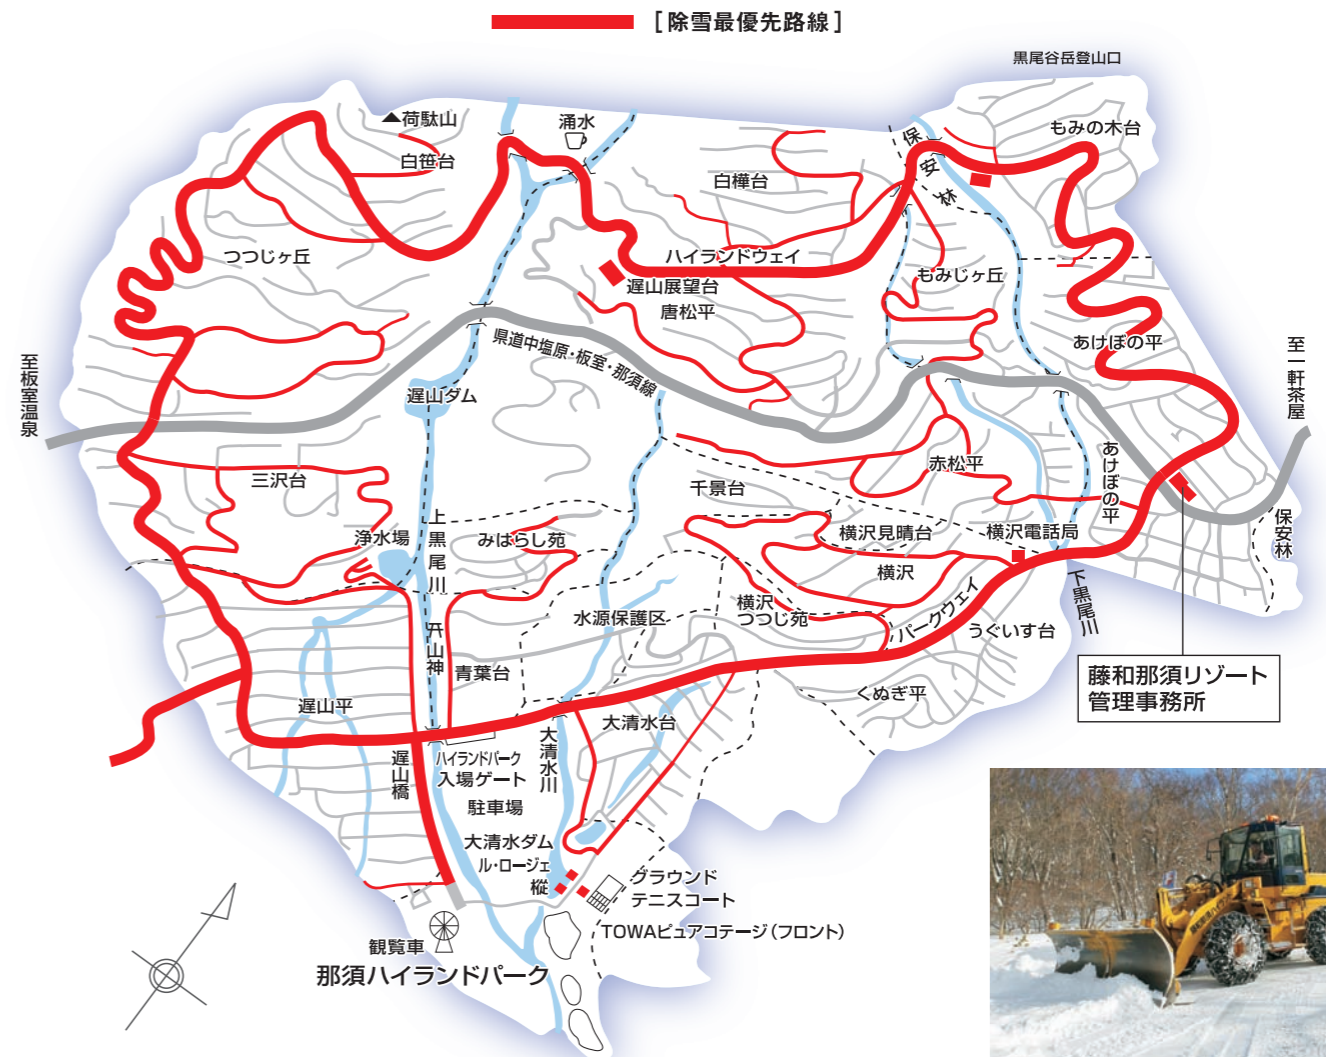 [除雪最優先路線]
黒尾谷岳登山口
▲荷駄山
涌水
もみの木台
保安林
白笹台
白樺台
つつじヶ丘
ハイランドウェイ
もみじヶ丘
遅山展望台
唐松平
県道中塩原・板室・那須線
あけぼの平
至板室温泉
至一軒茶屋
遅山ダム
三沢台
千景台
赤松平
あけぼの平
浄水場
上黒尾川
みはらし苑
横沢見晴台
横沢電話局
保安林
横沢
水源保護区
横沢
つつじ苑
パークウェイ
うぐいす台
下黒尾川
山神
青葉台
藤和那須リゾート
管理事務所
遅山平
くぬぎ平
大清水台
遅山橋
ハイランドパーク
入場ゲート
大清水川
駐車場
大清水ダム
ル・ロージェ
樅
グラウンド
テニスコート
TOWAピュアコテージ(フロント)
観覧車
那須ハイランドパーク